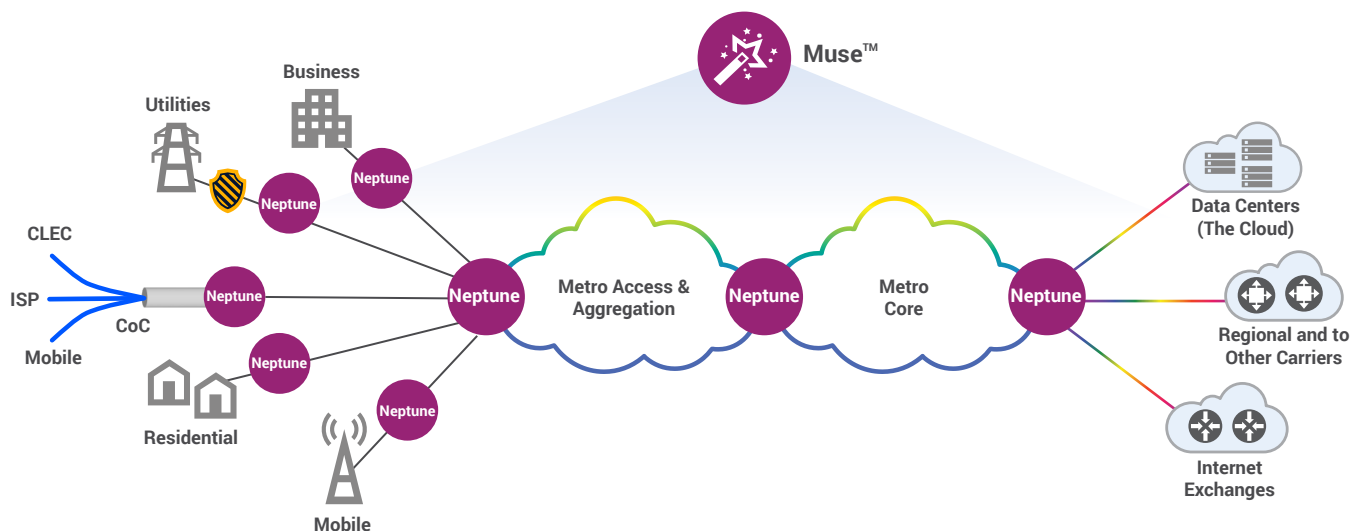 Muse™
Business
Utilities
Neptune
Neptune
CLEC
ISP
Mobile
CoC
Neptune
Neptune
Residential
Neptune
Mobile
Neptune
Metro Access &
Aggregation
Neptune
Metro
Core
Neptune
Data Centers
(The Cloud)
Regional and to
Other Carriers
Internet
Exchanges